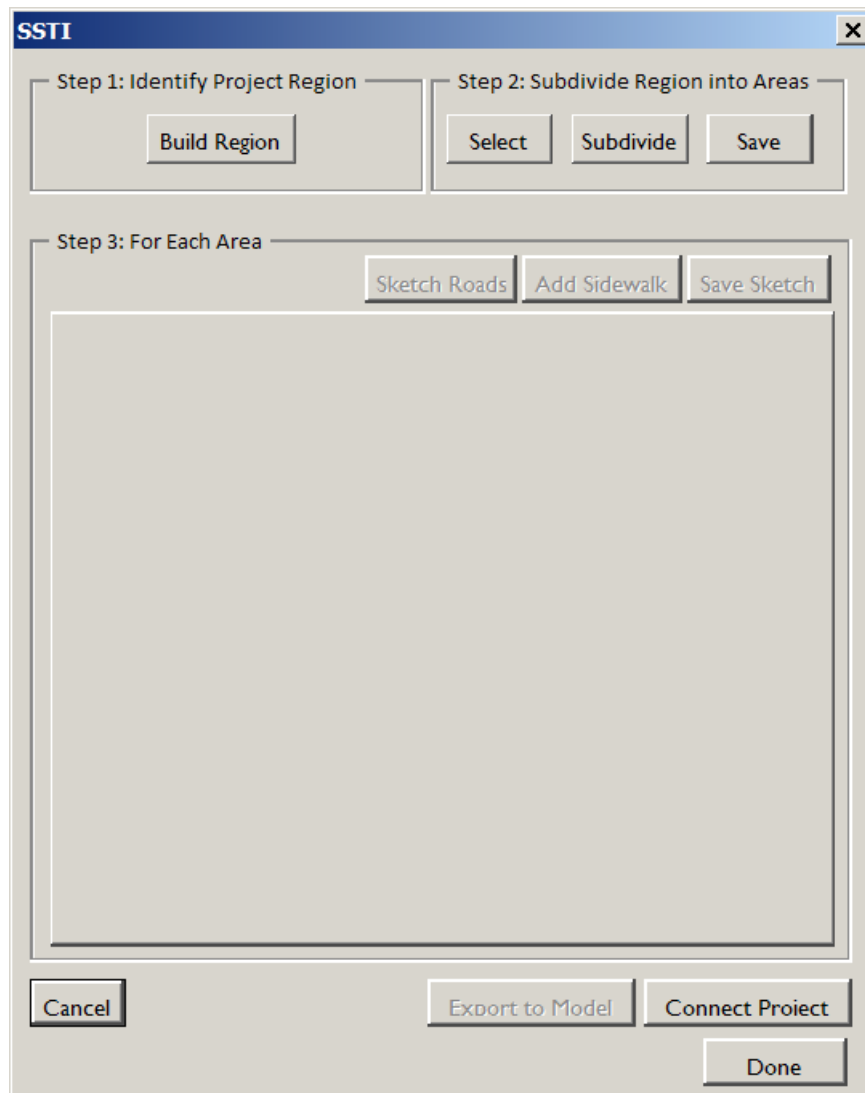 SSTI
Step 1: Identify Project Region
Step 2: Subdivide Region into Areas
Build Region
Select
Subdivide
Save
Step 3: For Each Area
Sketch Roads
Add Sidewalk
Save Sketch
Cancel
Export to Model
Connect Project
Done